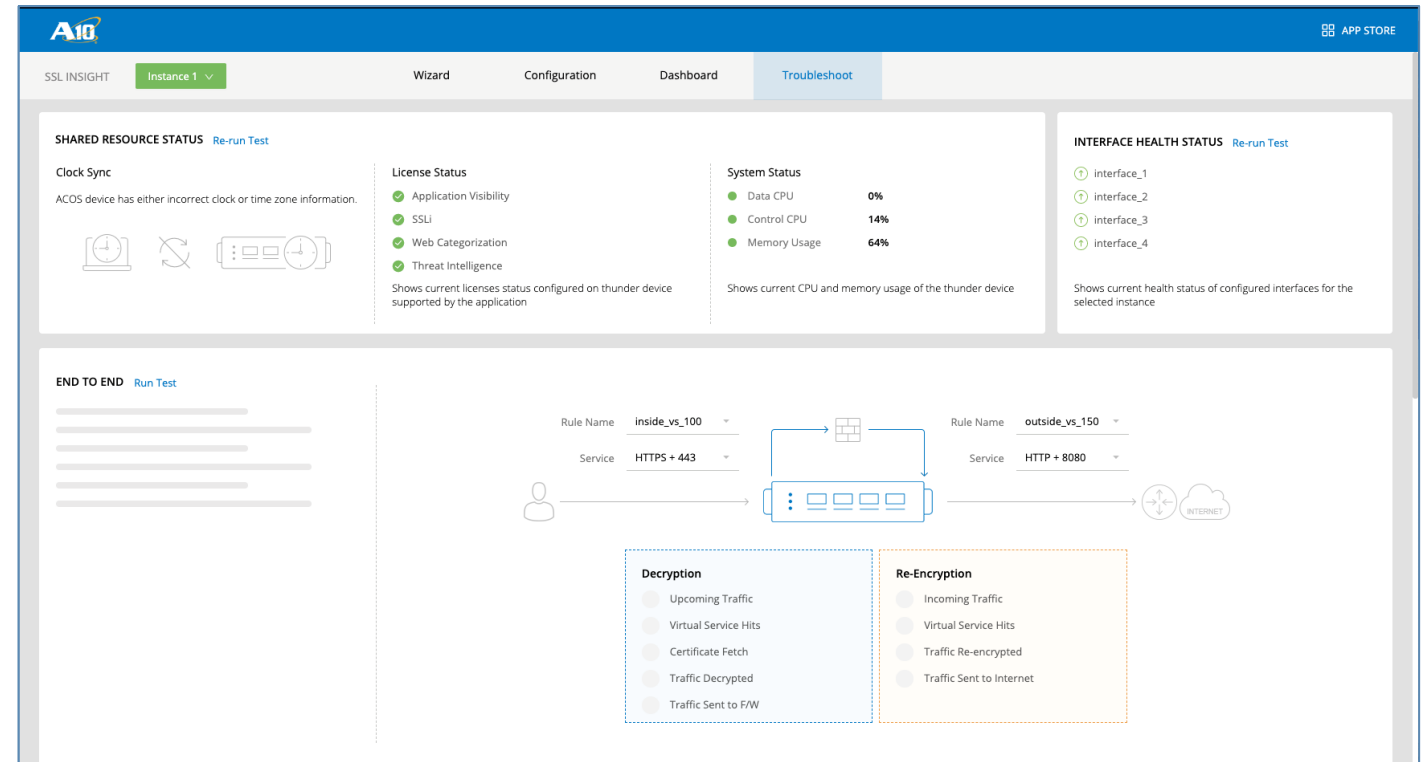 A10
APP STORE
SSL INSIGHT
Instance 1
Wizard
Configuration
Dashboard
Troubleshoot
SHARED RESOURCE STATUS Re-run Test
Clock Sync
ACOS device has either incorrect clock or time zone information.
License Status
Application Visibility
SSLi
Web Categorization
Threat Intelligence
Shows current licenses status configured on thunder device
supported by the application
System Status
Data CPU 0%
Control CPU 14%
Memory Usage 64%
Shows current CPU and memory usage of the thunder device
INTERFACE HEALTH STATUS Re-run Test
interface_1
interface_2
interface_3
interface_4
Shows current health status of configured interfaces for the
selected instance
END TO END Run Test
Rule Name inside_vs_100
Service HTTPS + 443
Rule Name outside_vs_150
Service HTTP + 8080
INTERNET
Decryption
Upcoming Traffic
Virtual Service Hits
Certificate Fetch
Traffic Decrypted
Traffic Sent to F/W
Re-Encryption
Incoming Traffic
Virtual Service Hits
Traffic Re-encrypted
Traffic Sent to Internet